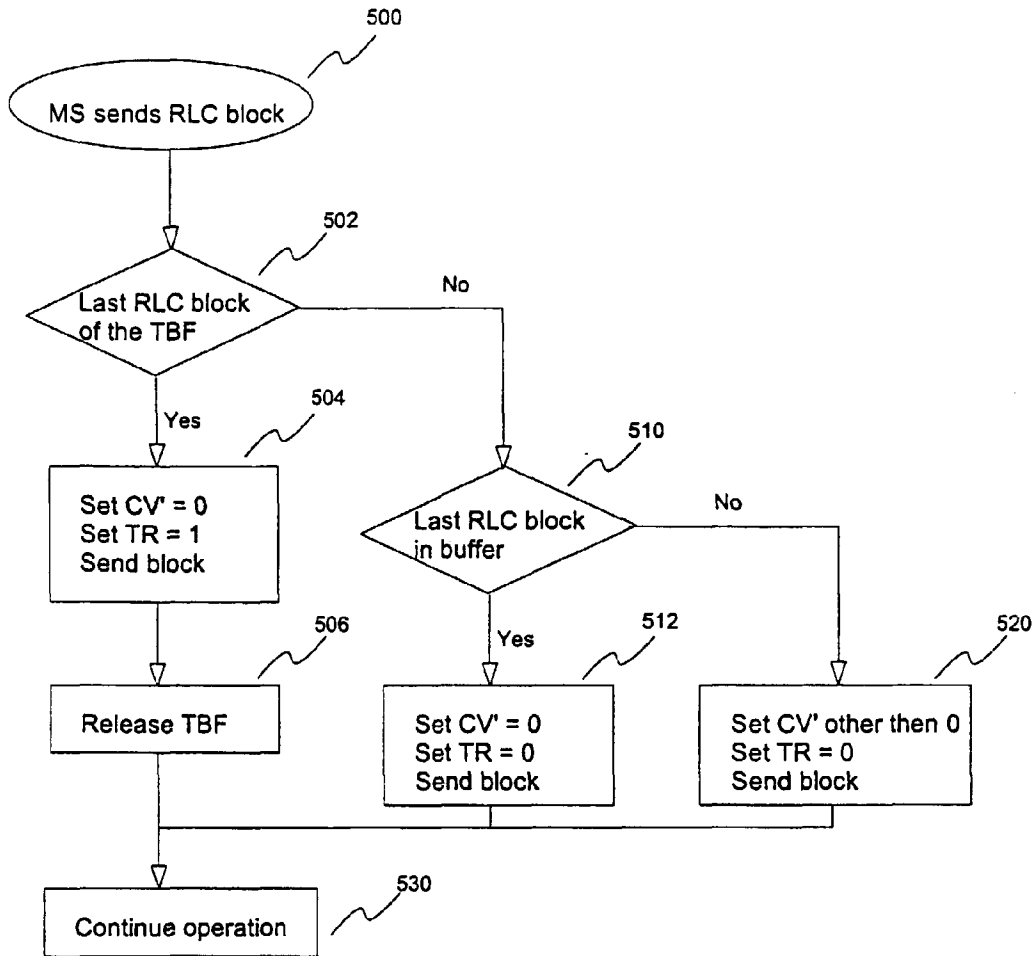 500
MS sends RLC block
502
Last RLC block
of the TBF
No
Yes
504
Set CV' = 0
Set TR = 1
Send block
510
Last RLC block
in buffer
No
506
Release TBF
Yes
512
Set CV' = 0
Set TR = 0
Send block
520
Set CV' other then 0
Set TR = 0
Send block
530
Continue operation